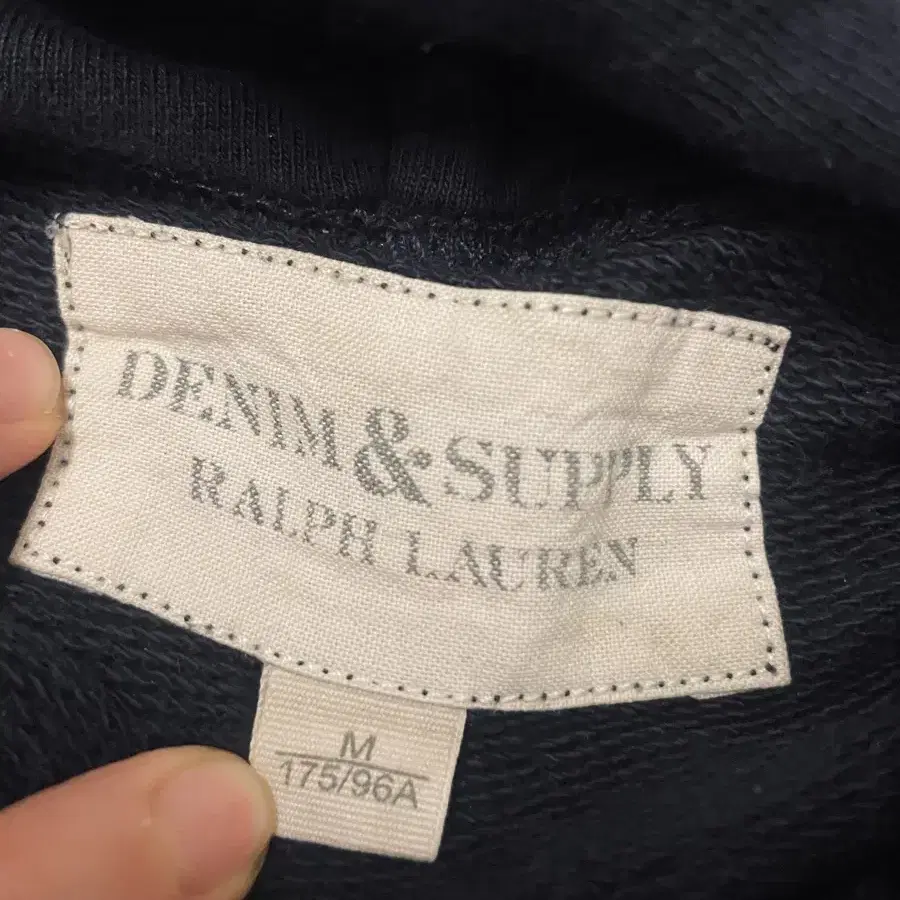 DENIM & SUPPLY
RALPH LAUREN
M
175/96A